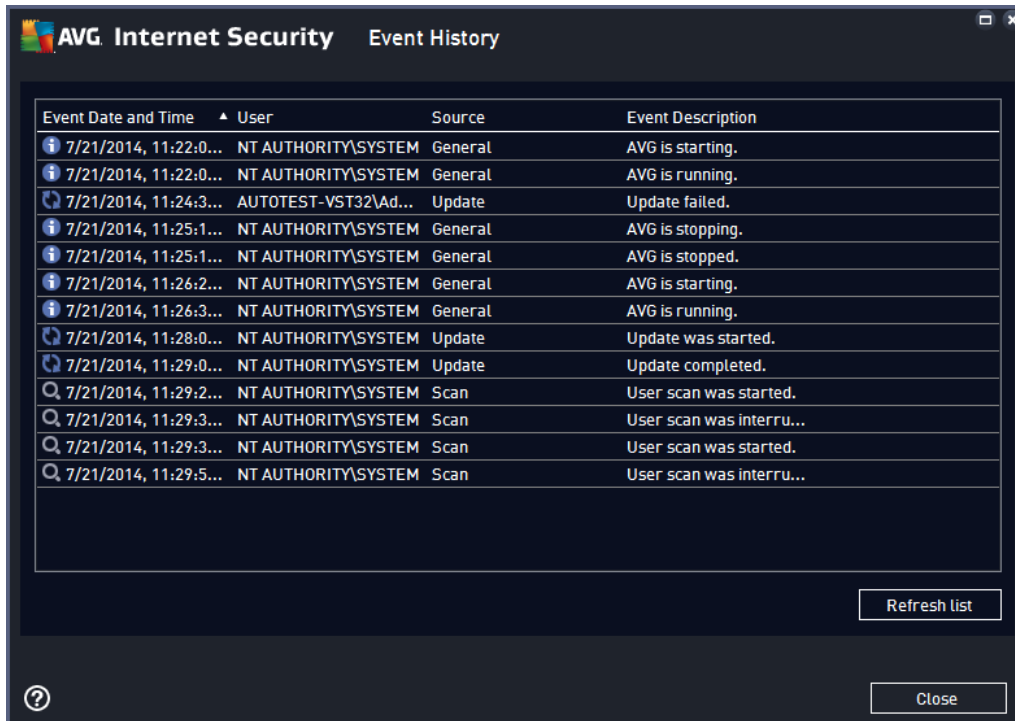 AVG Internet Security Event History
Event Date and Time User Source Event Description
7/21/2014, 11:22:0... NT AUTHORITY\SYSTEM General AVG is starting.
7/21/2014, 11:22:0... NT AUTHORITY\SYSTEM General AVG is running.
7/21/2014, 11:24:3... AUTOTEST-VST32\Ad... Update Update failed.
7/21/2014, 11:25:1... NT AUTHORITY\SYSTEM General AVG is stopping.
7/21/2014, 11:25:1... NT AUTHORITY\SYSTEM General AVG is stopped.
7/21/2014, 11:26:2... NT AUTHORITY\SYSTEM General AVG is starting.
7/21/2014, 11:26:3... NT AUTHORITY\SYSTEM General AVG is running.
7/21/2014, 11:28:0... NT AUTHORITY\SYSTEM Update Update was started.
7/21/2014, 11:29:0... NT AUTHORITY\SYSTEM Update Update completed.
7/21/2014, 11:29:2... NT AUTHORITY\SYSTEM Scan User scan was started.
7/21/2014, 11:29:3... NT AUTHORITY\SYSTEM Scan User scan was interru...
7/21/2014, 11:29:3... NT AUTHORITY\SYSTEM Scan User scan was started.
7/21/2014, 11:29:5... NT AUTHORITY\SYSTEM Scan User scan was interru...
Refresh list
Close